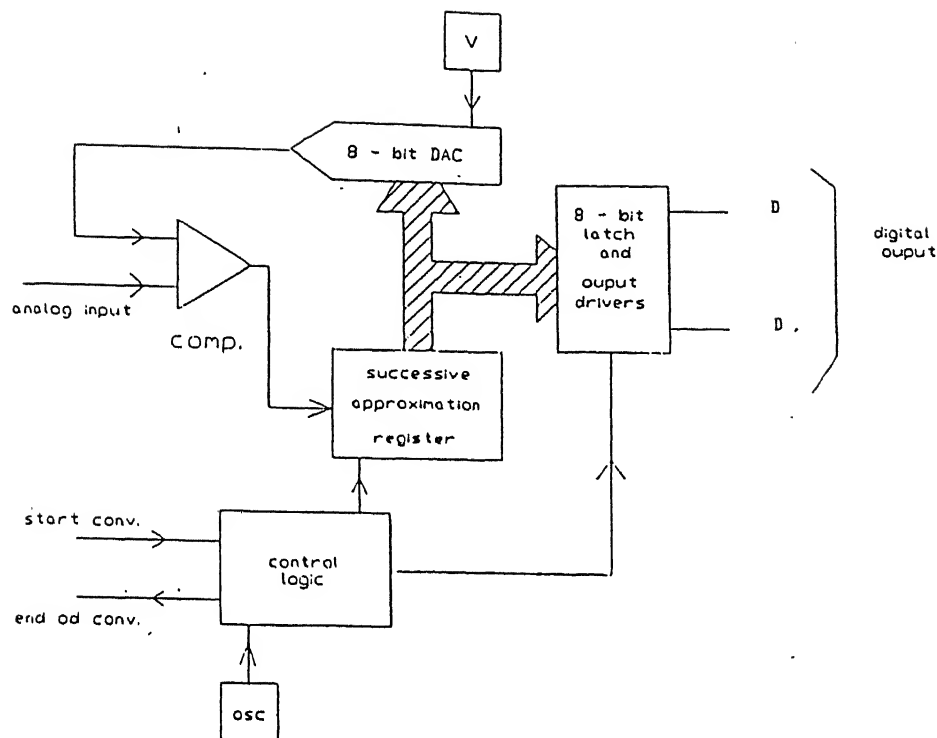 V
8 - bit DAC
8 - bit
latch
and
ouput
drivers
D
digital
ouput
D.
analog input
comp.
successive
approximation
register
start conv.
control
logic
end od conv.
osc